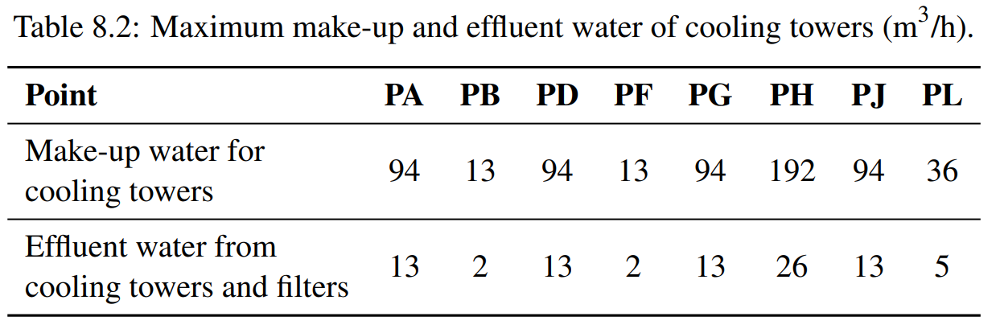 Table 8.2: Maximum make-up and effluent water of cooling towers (m³/h).
Point PA PB PD PF PG PH PJ PL
Make-up water for
cooling towers 94 13 94 13 94 192 94 36
Effluent water from
cooling towers and filters 13 2 13 2 13 26 13 5